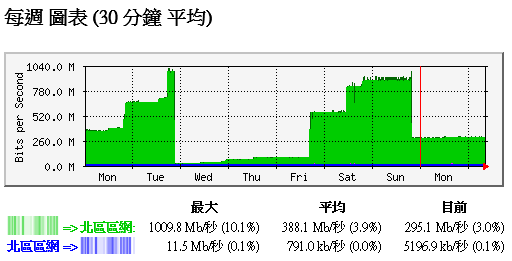 每週 圖表 (30 分鐘 平均)
1040.0 M
780.0 M
520.0 M
260.0 M
0.0 M
Bits per Second
Mon Tue Wed Thu Fri Sat Sun Mon
最大 平均 目前
=> 北區區網: 1009.8 Mb/秒 (10.1%) 388.1 Mb/秒 (3.9%) 295.1 Mb/秒 (3.0%)
北區區網 => 11.5 Mb/秒 (0.1%) 791.0 kb/秒 (0.0%) 5196.9 kb/秒 (0.1%)